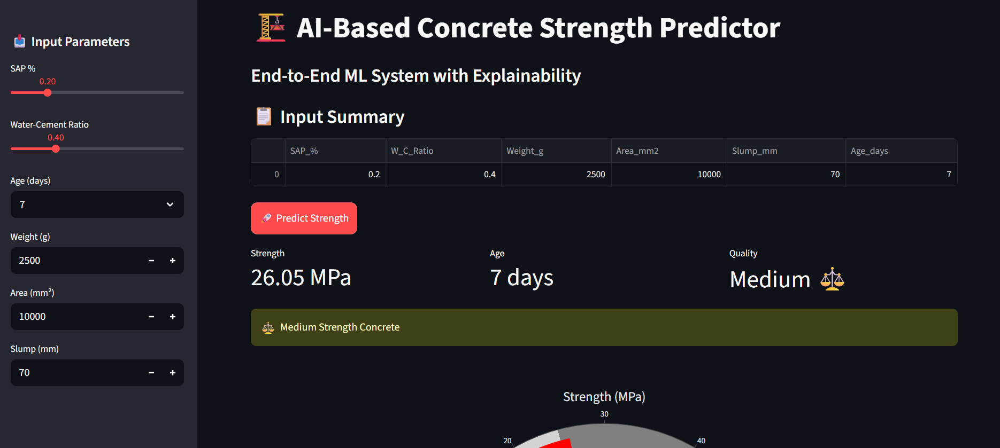 Input Parameters
SAP %
0.20
Water-Cement Ratio
0.40
Age (days)
7
Weight (g)
2500
Area (mm²)
10000
Slump (mm)
70
AI-Based Concrete Strength Predictor
End-to-End ML System with Explainability
Input Summary
SAP_% W_C_Ratio Weight_g Area_mm2 Slump_mm Age_days
0 0.2 0.4 2500 10000 70 7
Predict Strength
Strength Age Quality
26.05 MPa 7 days Medium
Medium Strength Concrete
Strength (MPa)
30
20 40